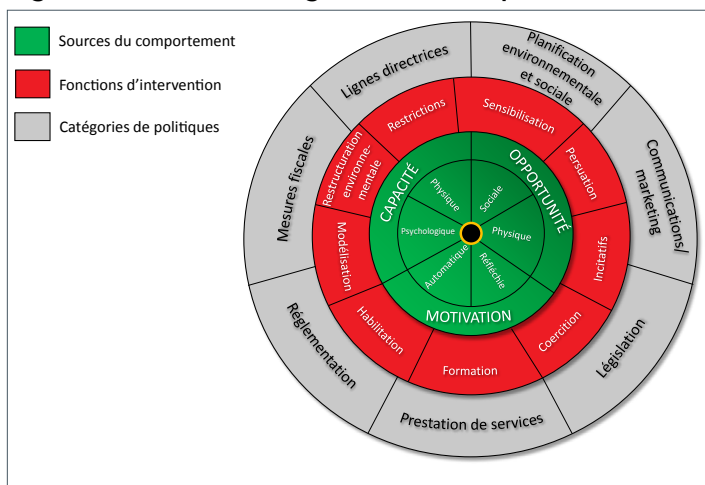 Sources du comportement
Fonctions d'intervention
Catégories de politiques
Lignes directrices
Planification
environnementale
et sociale
Communications/
marketing
Législation
Prestation de services
Réglementation
Mesures fiscales
Restrictions
Sensibilisation
Persuation
Incitatifs
Coercition
Formation
Habilitation
Modélisation
Restructuration
environne-
mentale
CAPACITÉ
OPPORTUNITÉ
MOTIVATION
Physique
Sociale
Physique
Réfléchie
Automatique
Psychologique